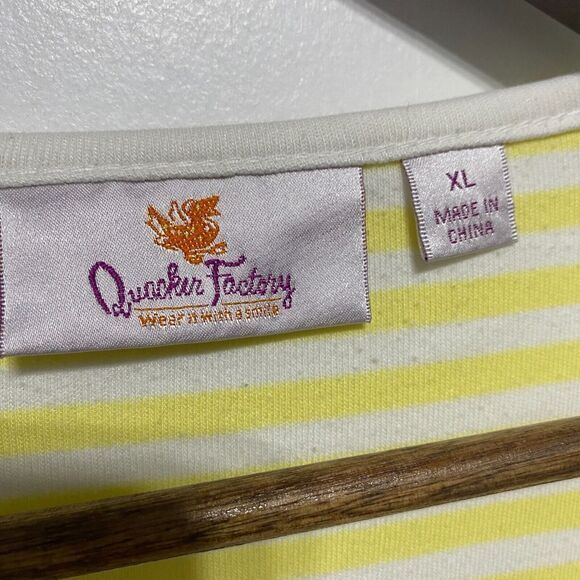 Quacker Factory
Wear it with a smile
XL
MADE IN
CHINA